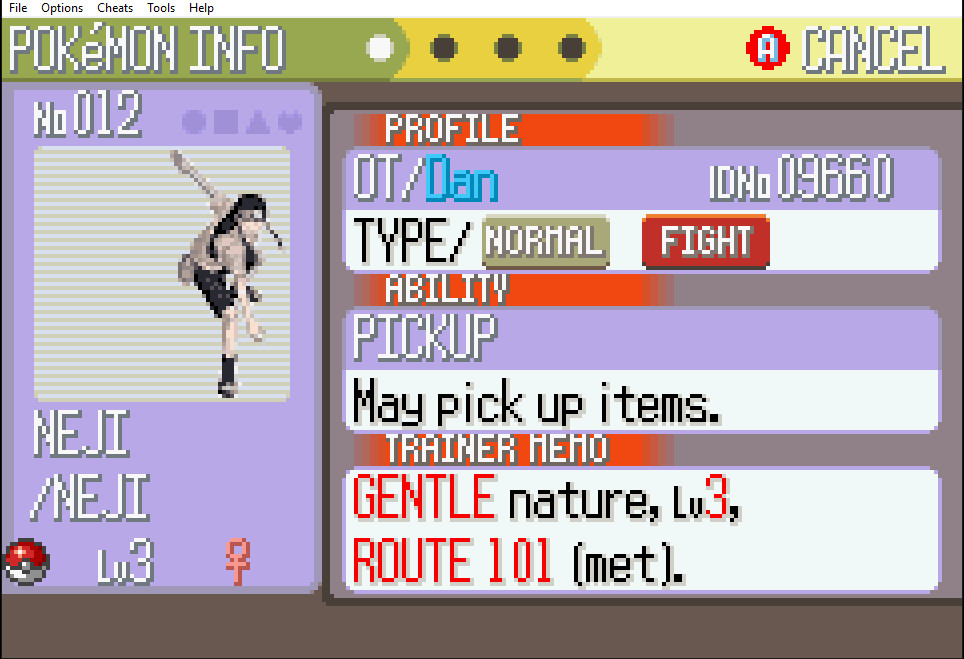 File Options Cheats Tools Help
POKéMON INFO
A CANCEL
No012
PROFILE
OT/Dan IDNo09660
TYPE/ NORMAL FIGHT
ABILITY
PICKUP
May pick up items.
NEJI
/NEJI
Lv3 ♀
TRAINER MEMO
GENTLE nature, Lv3,
ROUTE 101 (met).